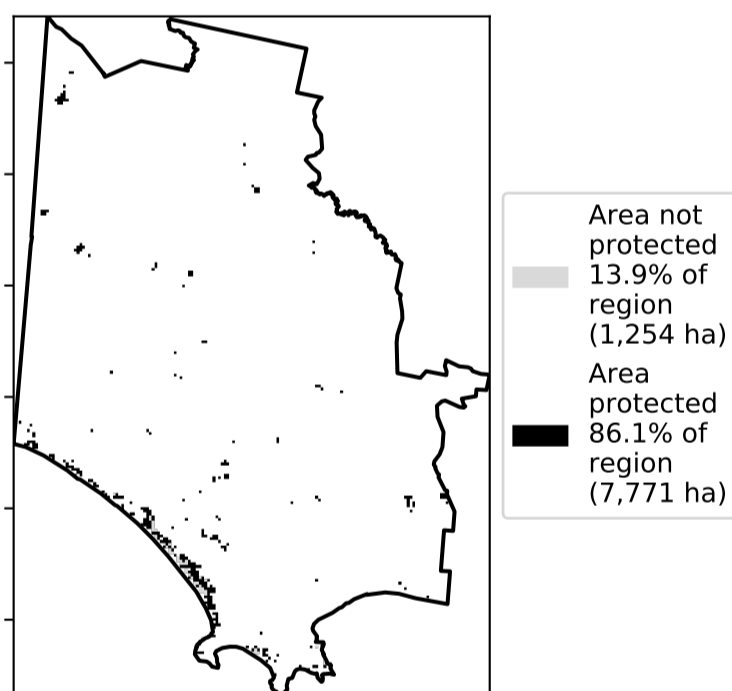 Area not
protected
13.9% of
region
(1,254 ha)
Area
protected
86.1% of
region
(7,771 ha)